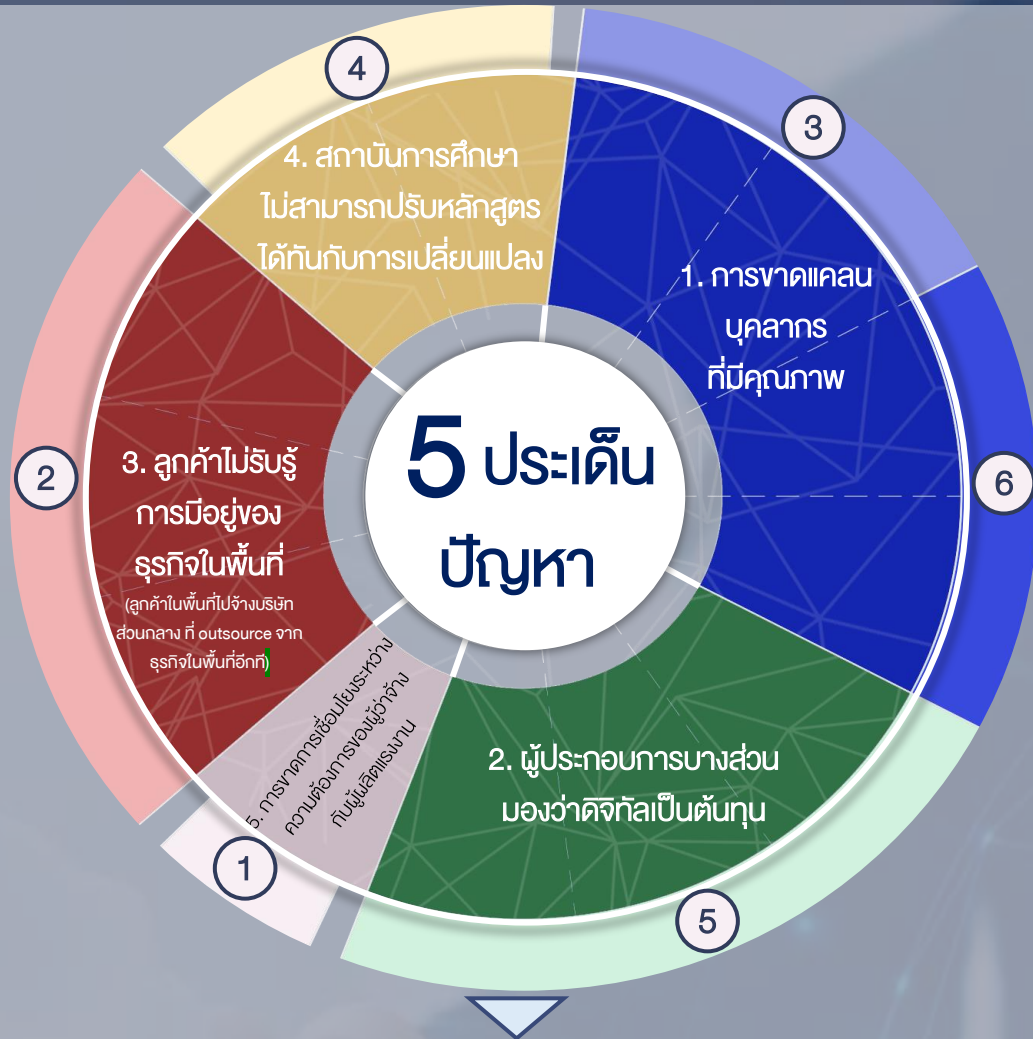 5 ประเด็น
ปัญหา
1. การขาดแคลน
บุคลากร
ที่มีคุณภาพ
2. ผู้ประกอบการบางส่วน
มองว่าดิจิทัลเป็นต้นทุน
3. ลูกค้าไม่รับรู้
การมีอยู่ของ
ธุรกิจในพื้นที่
(ลูกค้าในพื้นที่ไปจ้างบริษัท
ส่วนกลาง ที่ outsource จาก
ธุรกิจในพื้นที่อีกที)
4. สถาบันการศึกษา
ไม่สามารถปรับหลักสูตร
ได้ทันกับการเปลี่ยนแปลง
5. การขาดการเชื่อมโยงระหว่าง
ความต้องการของผู้ว่าจ้าง
กับผู้ผลิตแรงงาน
4
3
6
5
1
2